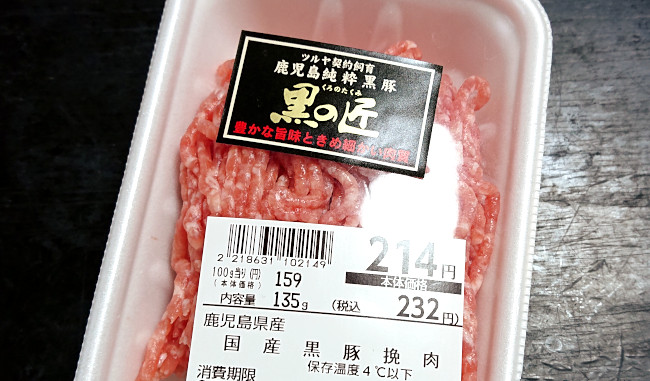 ツルヤ契約飼育
鹿児島純粋黒豚
くろのたくみ
黒の匠
豊かな旨味ときめ細かい肉質
2 218631 102149
214円
本体価格
100g当り(円)
(本体価格) 159
内容量 135g (税込 232円)
鹿児島県産
国産黒豚挽肉
保存温度4℃以下
消費期限